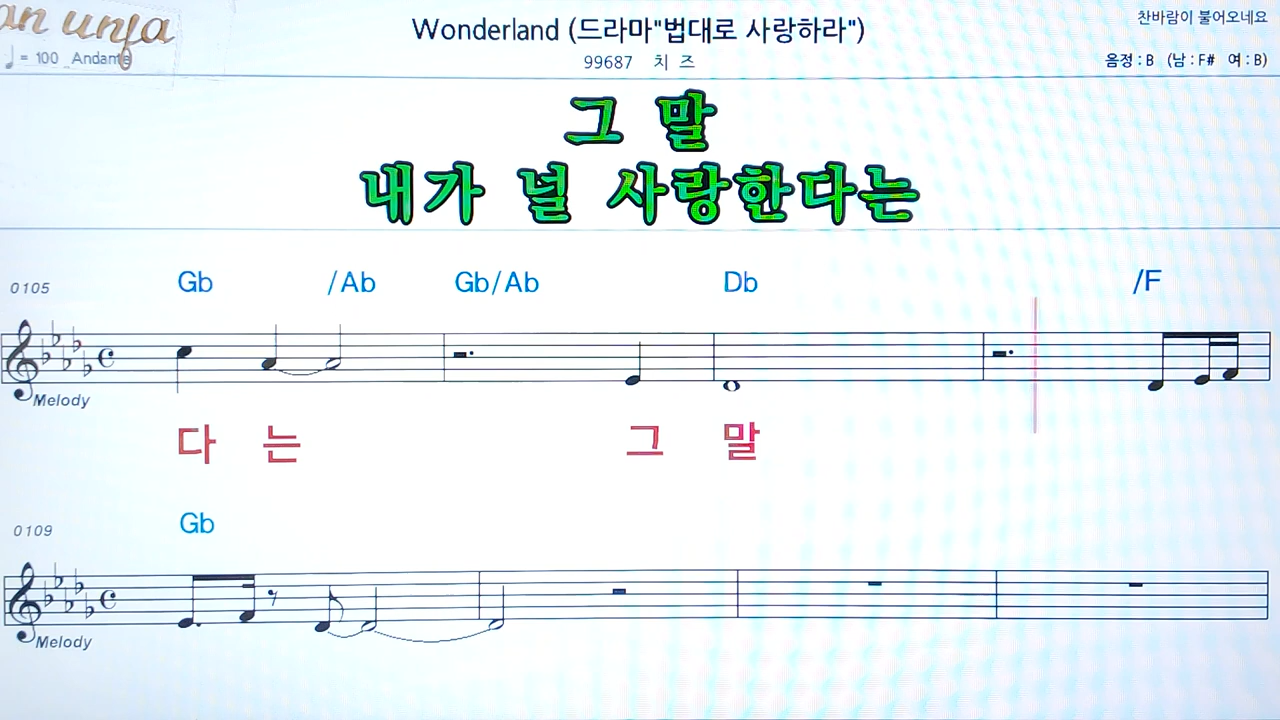 an unja
Wonderland (드라마"법대로 사랑하라")
찬바람이 불어오네요
♩ = 100 Andante
99687 치 즈
음정 : B (남 : F# 여 : B)
그 말
내가 널 사랑한다는
0105
Gb /Ab Gb/Ab Db /F
Melody
다 는 그 말
0109
Gb
Melody